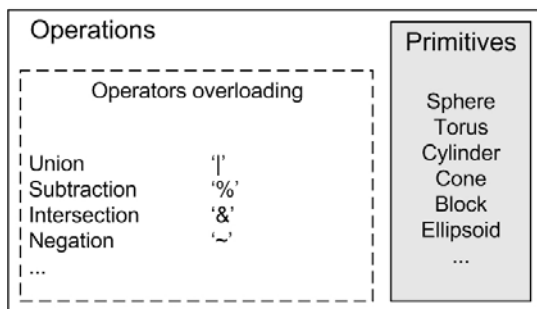 Operations
Operators overloading
Union '|'
Subtraction '%'
Intersection '&'
Negation '~'
...
Primitives
Sphere
Torus
Cylinder
Cone
Block
Ellipsoid
...